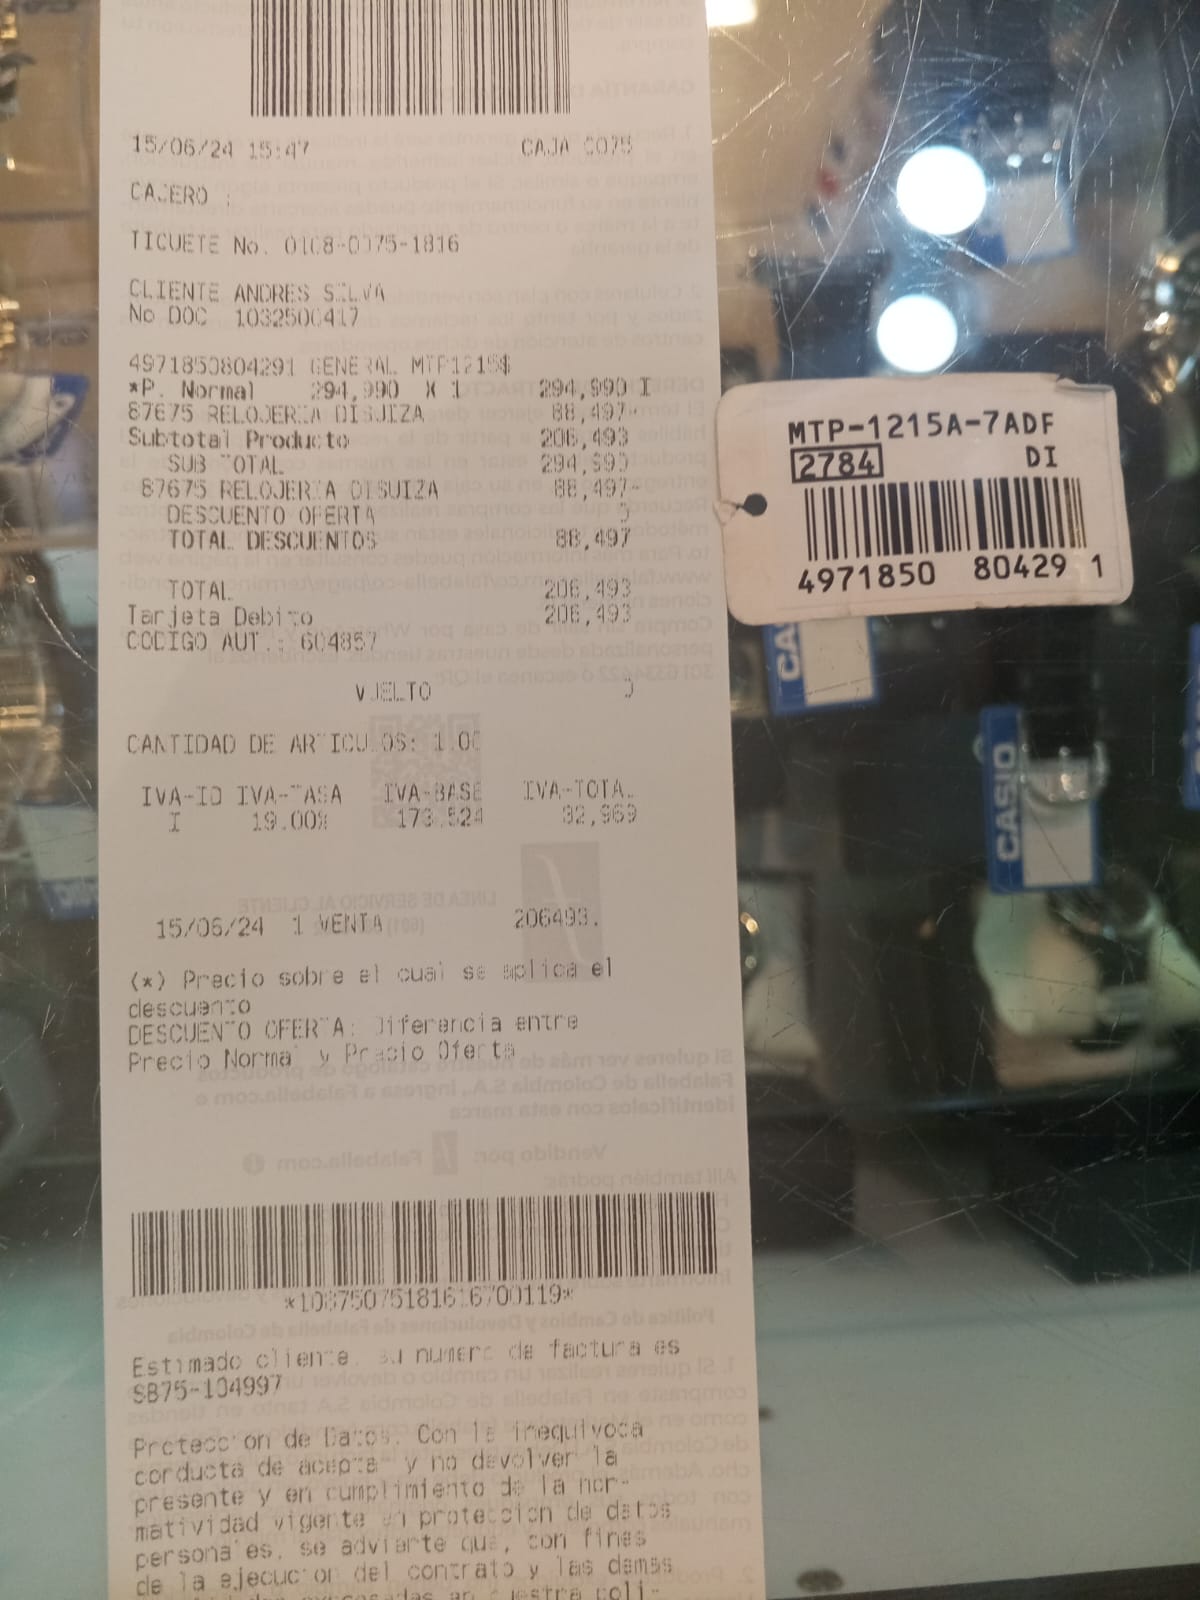 15/06/24 15:47 CAJA 0075
CAJERO :
TICUETE No. 0108-0075-1816
CLIENTE ANDRES SILVA
No DOC 1032500417
4971850804291 GENERAL MTP1215$
*P. Normal 294,990 X 1 294,990 I
87675 RELOJERIA DISUIZA 88,497-
Subtotal Producto 206,493
SUB TOTAL 294,990
87675 RELOJERIA DISUIZA 88,497-
DESCUENTO OFERTA 0
TOTAL DESCUENTOS 88,497
TOTAL 206,493
Tarjeta Debito 206,493
CODIGO AUT.: 604857
VUELTO 0
CANTIDAD DE ARTICULOS: 1.00
IVA-ID IVA-TASA IVA-BASE IVA-TOTAL
I 19.00% 173,524 32,969
15/06/24 1 VENTA 206493.
(*) Precio sobre el cual se aplica el
descuento
DESCUENTO OFERTA: Diferencia entre
Precio Normal y Precio Oferta
*10875075181616700119*
Estimado cliente, su numero de factura es
SB75-104997
Proteccion de Datos. Con la inequivoca
conducta de aceptar y no devolver la
presente y en cumplimiento de la nor-
matividad vigente en proteccion de datos
personales, se advierte que, con fines
de la ejecucion del contrato y las demas
MTP-1215A-7ADF
2784 DI
4971850 80429 1
CASIO